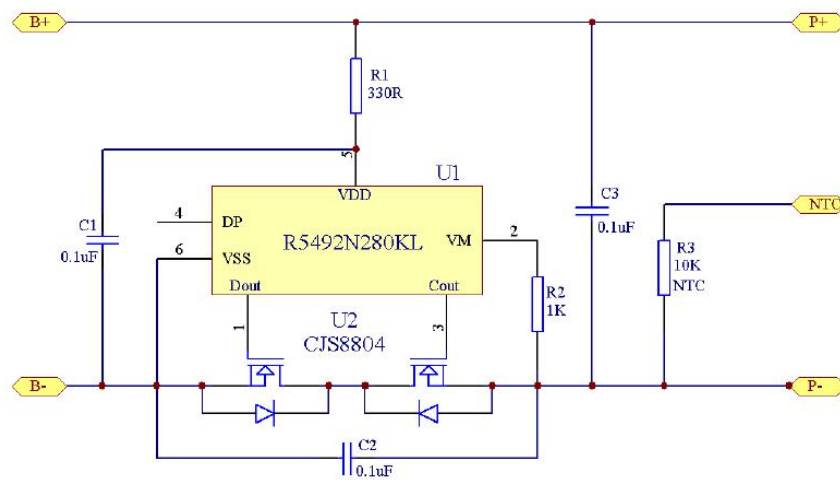 B+
P+
R1
330R
5
U1
VDD
C1
0.1uF
4
DP
R5492N280KL
VM
2
6
VSS
Dout
Cout
C3
0.1uF
NTC
R3
10K
NTC
R2
1K
1
U2
CJS8804
3
B-
P-
C2
0.1uF